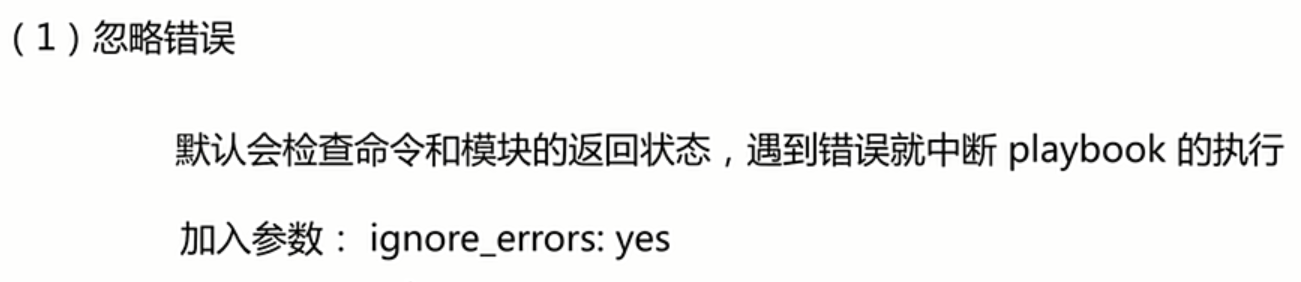 （1）忽略错误
默认会检查命令和模块的返回状态，遇到错误就中断 playbook 的执行
加入参数： ignore_errors: yes